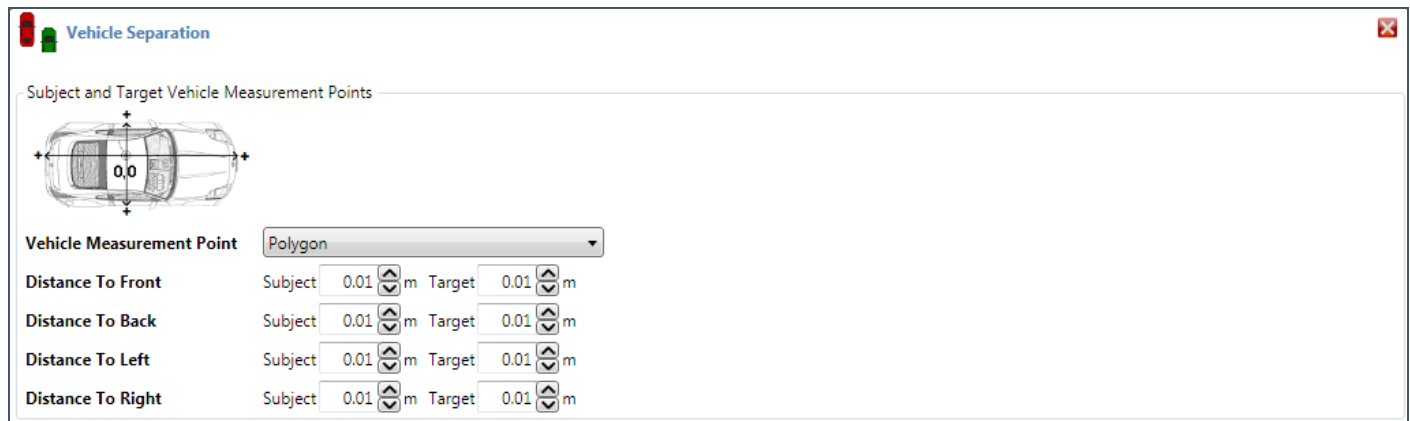 Vehicle Separation
Subject and Target Vehicle Measurement Points
+
+ +
0,0
+
Vehicle Measurement Point Polygon
Distance To Front Subject 0.01 m Target 0.01 m
Distance To Back Subject 0.01 m Target 0.01 m
Distance To Left Subject 0.01 m Target 0.01 m
Distance To Right Subject 0.01 m Target 0.01 m